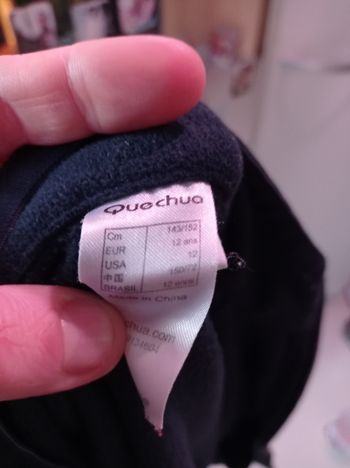 Quechua
Cm 143/152
EUR 12 ans
USA 12
中国 150/72
BRASIL 12 anos
Made in China
chua.com